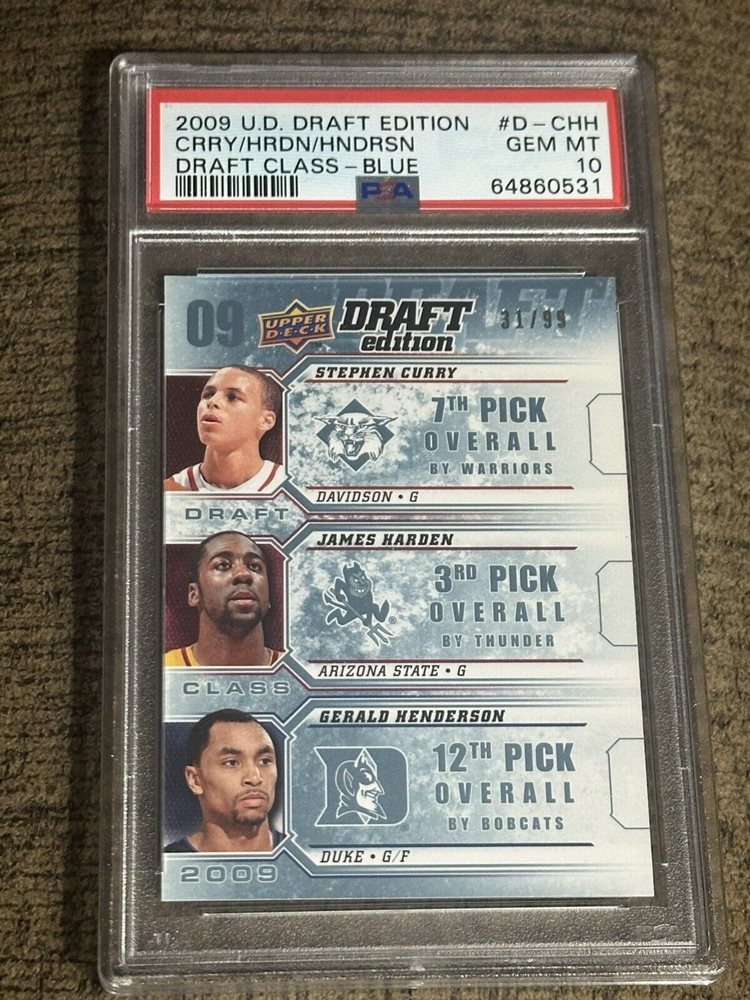 2009 U.D. DRAFT EDITION #D-CHH
CRRY/HRDN/HNDRSN GEM MT
DRAFT CLASS-BLUE 10
PSA 64860531
09 UPPER DECK DRAFT edition 31/99
STEPHEN CURRY
7TH PICK
OVERALL
BY WARRIORS
DAVIDSON • G
DRAFT
JAMES HARDEN
3RD PICK
OVERALL
BY THUNDER
ARIZONA STATE • G
CLASS
GERALD HENDERSON
12TH PICK
OVERALL
BY BOBCATS
DUKE • G/F
2009